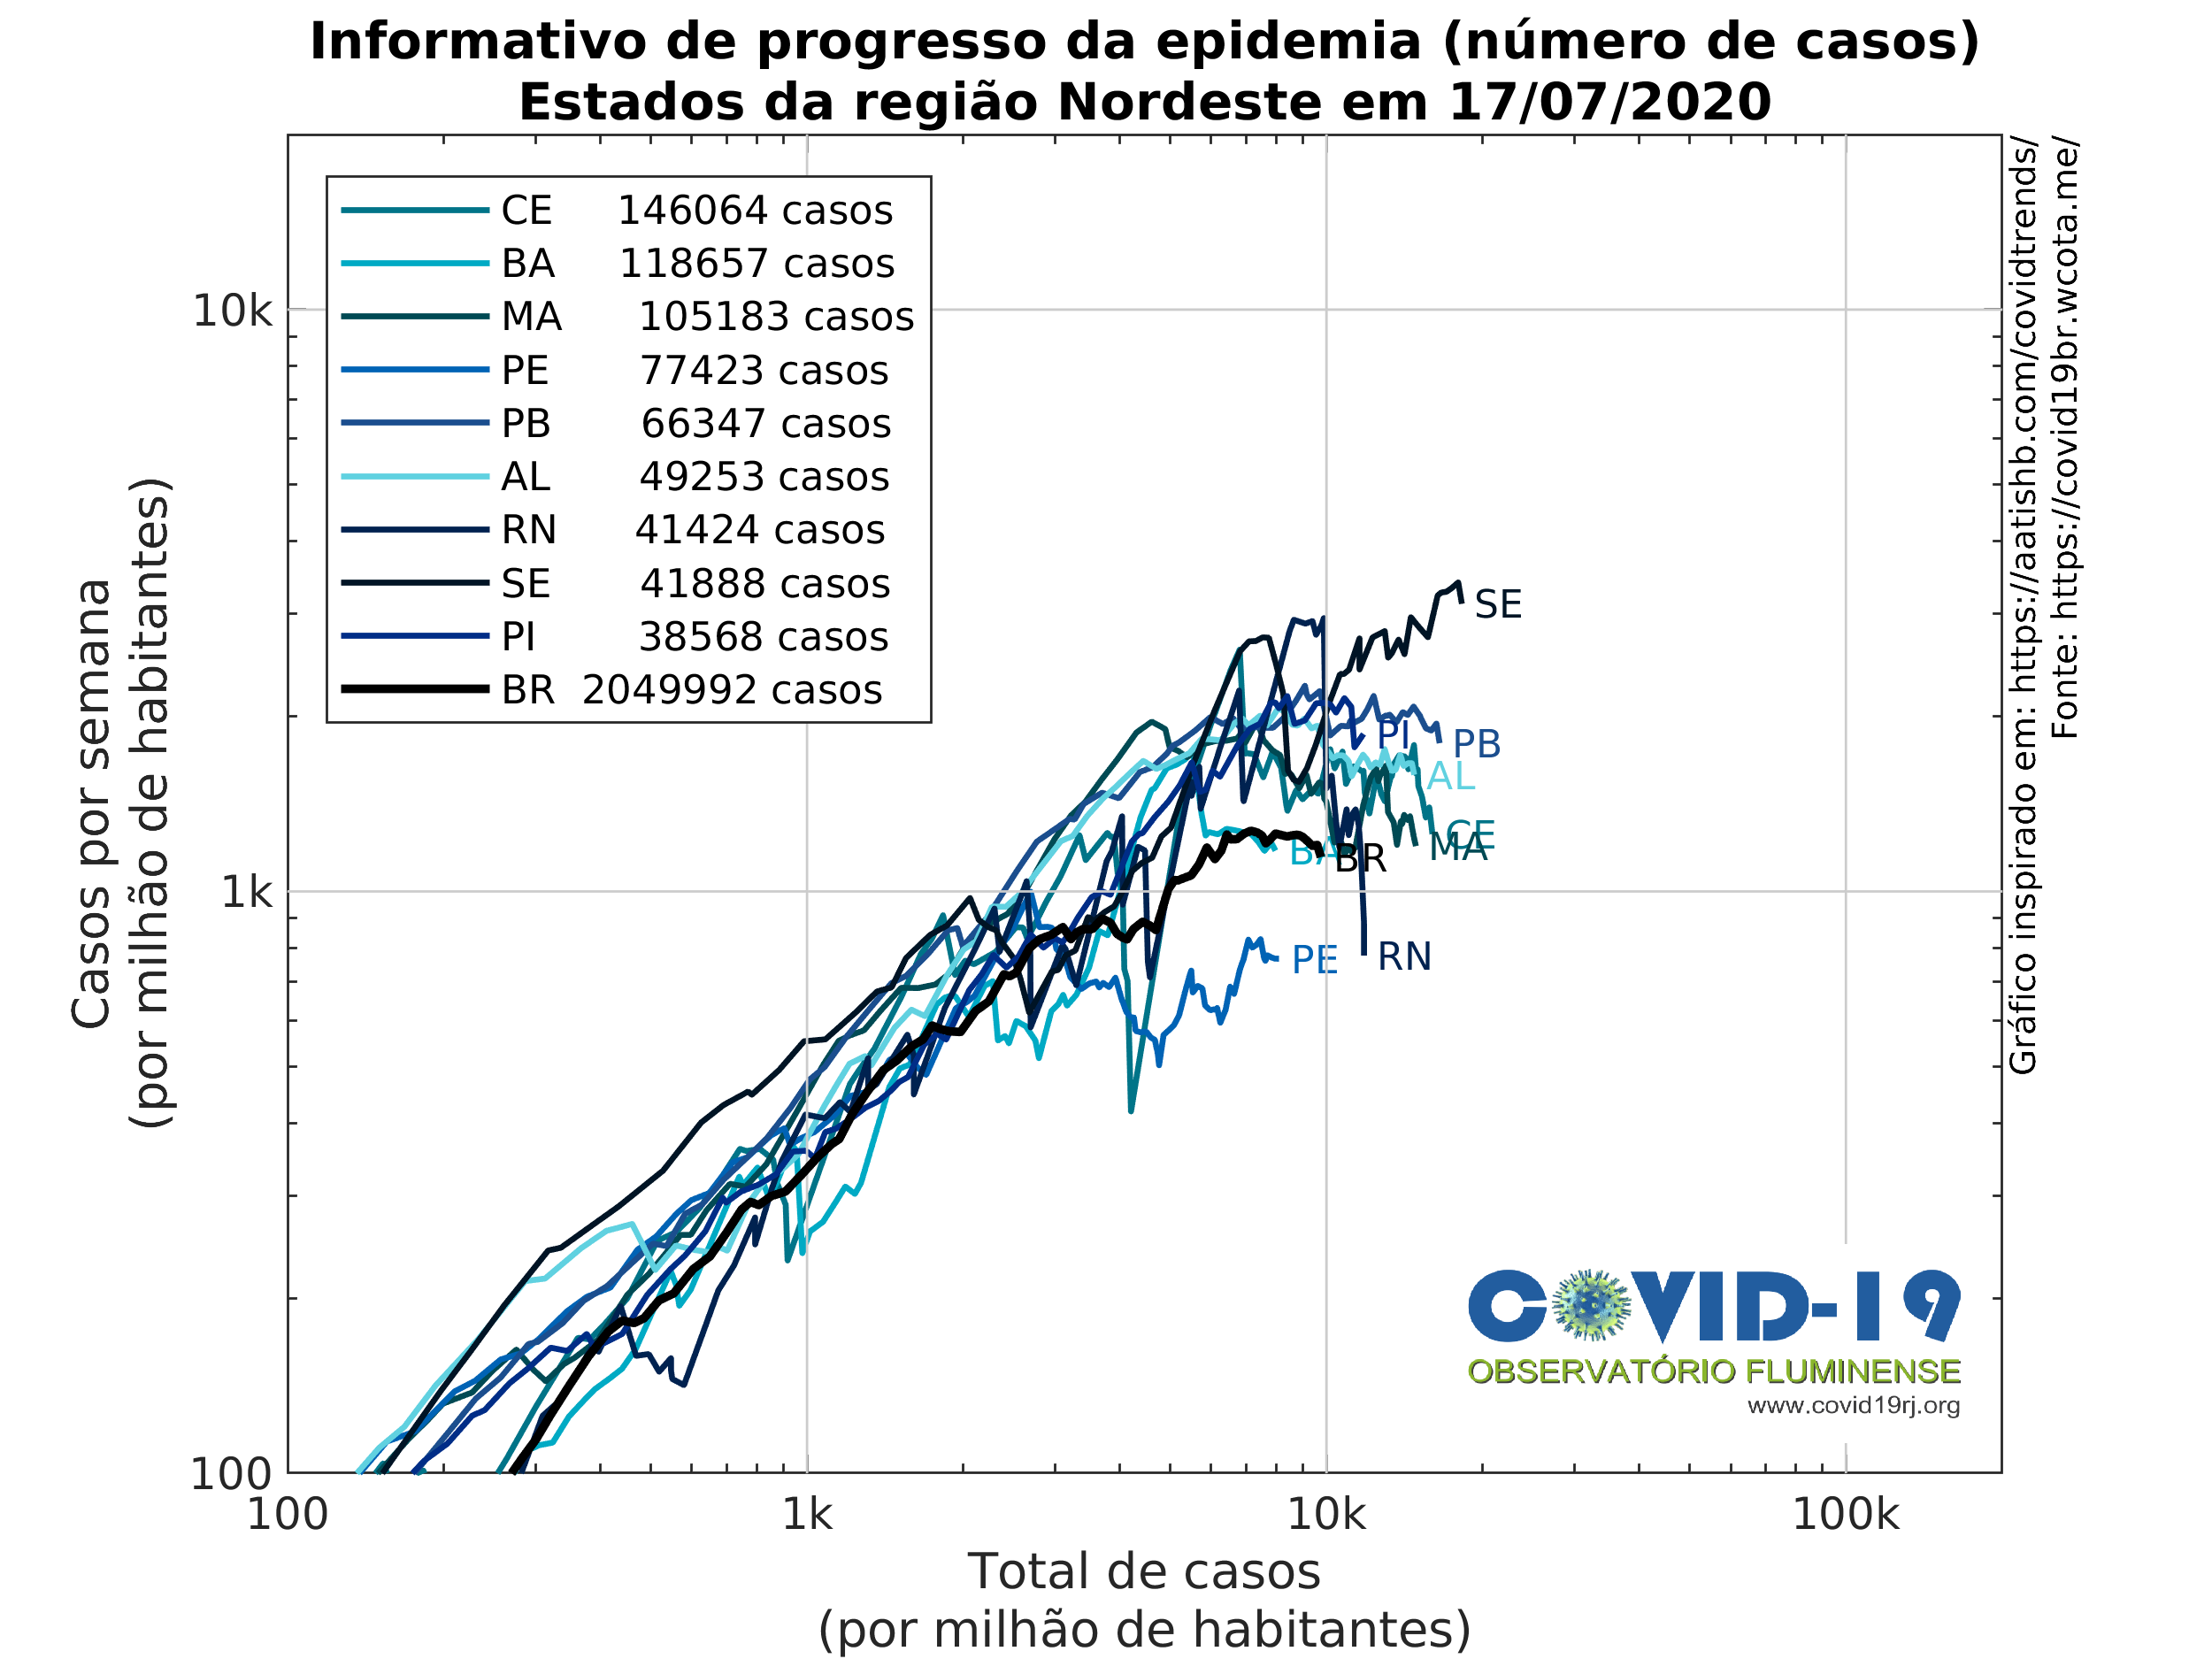 Informativo de progresso da epidemia (número de casos)
Estados da região Nordeste em 17/07/2020
CE 146064 casos
BA 118657 casos
MA 105183 casos
PE 77423 casos
PB 66347 casos
AL 49253 casos
RN 41424 casos
SE 41888 casos
PI 38568 casos
BR 2049992 casos
10k
1k
100
Casos por semana
(por milhão de habitantes)
SE
PI
PB
AL
CE
MA
BA
BR
PE
RN
Gráfico inspirado em: https://aatishb.com/covidtrends/
Fonte: https://covid19br.wcota.me/
COVID-19
OBSERVATÓRIO FLUMINENSE
www.covid19rj.org
100
1k
10k
100k
Total de casos
(por milhão de habitantes)